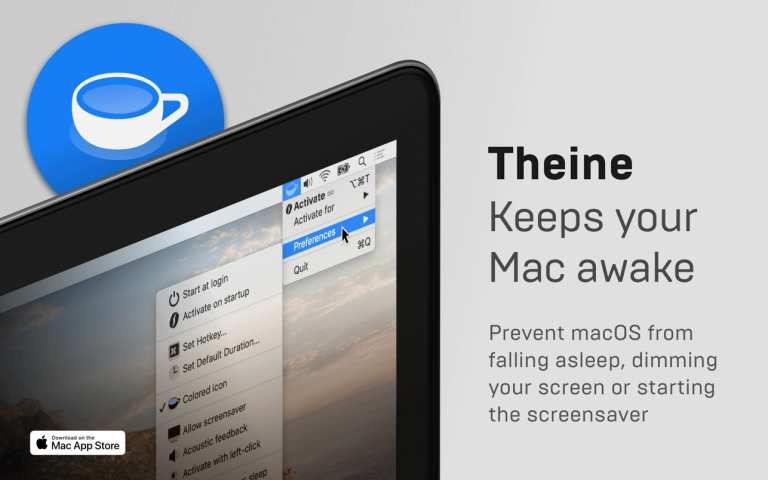 Theine
Keeps your
Mac awake
Prevent macOS from
falling asleep, dimming
your screen or starting
the screensaver
Activate ∞ ⌥⌘T
Activate for
Preferences
Quit ⌘Q
Start at login
Activate on startup
Set Hotkey...
Set Default Duration...
Colored icon
Allow screensaver
Acoustic feedback
Activate with left-click
sleep
Download on the
Mac App Store